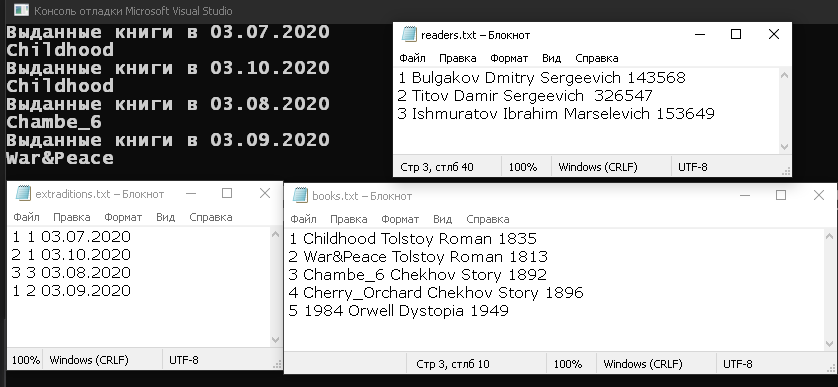 Консоль отладки Microsoft Visual Studio
Выданные книги в 03.07.2020
Childhood
Выданные книги в 03.10.2020
Childhood
Выданные книги в 03.08.2020
Chambe_6
Выданные книги в 03.09.2020
War&Peace
readers.txt – Блокнот
Файл Правка Формат Вид Справка
1 Bulgakov Dmitry Sergeevich 143568
2 Titov Damir Sergeevich  326547
3 Ishmuratov Ibrahim Marselevich 153649
Стр 3, стлб 40 100% Windows (CRLF) UTF-8
extraditions.txt – Блокнот
Файл Правка Формат Вид Справка
1 1 03.07.2020
2 1 03.10.2020
3 3 03.08.2020
1 2 03.09.2020
100% Windows (CRLF) UTF-8
books.txt – Блокнот
Файл Правка Формат Вид Справка
1 Childhood Tolstoy Roman 1835
2 War&Peace Tolstoy Roman 1813
3 Chambe_6 Chekhov Story 1892
4 Cherry_Orchard Chekhov Story 1896
5 1984 Orwell Dystopia 1949
Стр 3, стлб 10 100% Windows (CRLF) UTF-8